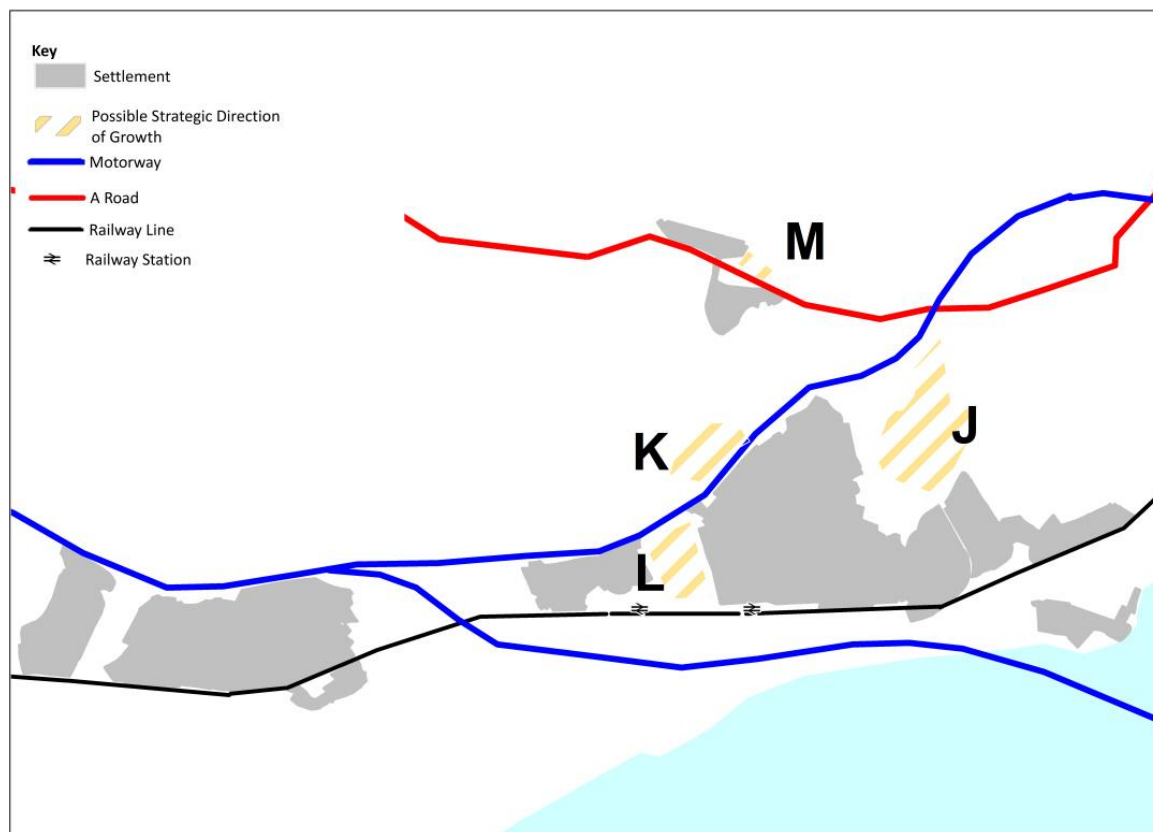 Key
Settlement
Possible Strategic Direction
of Growth
Motorway
A Road
Railway Line
Railway Station
M
J
K
L